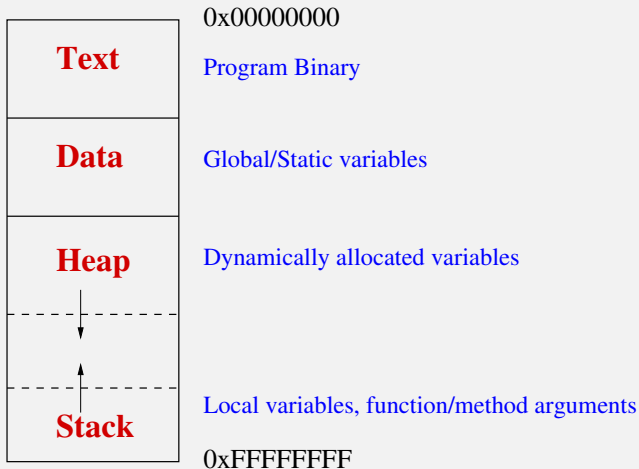 0x00000000
Text
Program Binary
Data
Global/Static variables
Heap
Dynamically allocated variables
Local variables, function/method arguments
Stack
0xFFFFFFFF